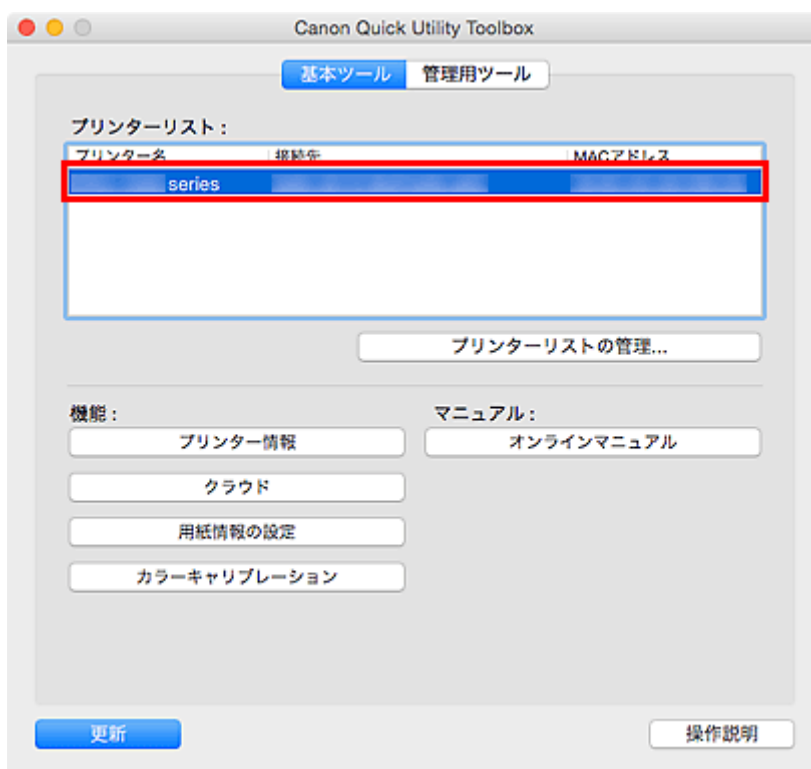 Canon Quick Utility Toolbox
基本ツール 管理用ツール
プリンターリスト：
プリンター名 接続先 MACアドレス
series
プリンターリストの管理...
機能： マニュアル：
プリンター情報 オンラインマニュアル
クラウド
用紙情報の設定
カラーキャリブレーション
更新 操作説明